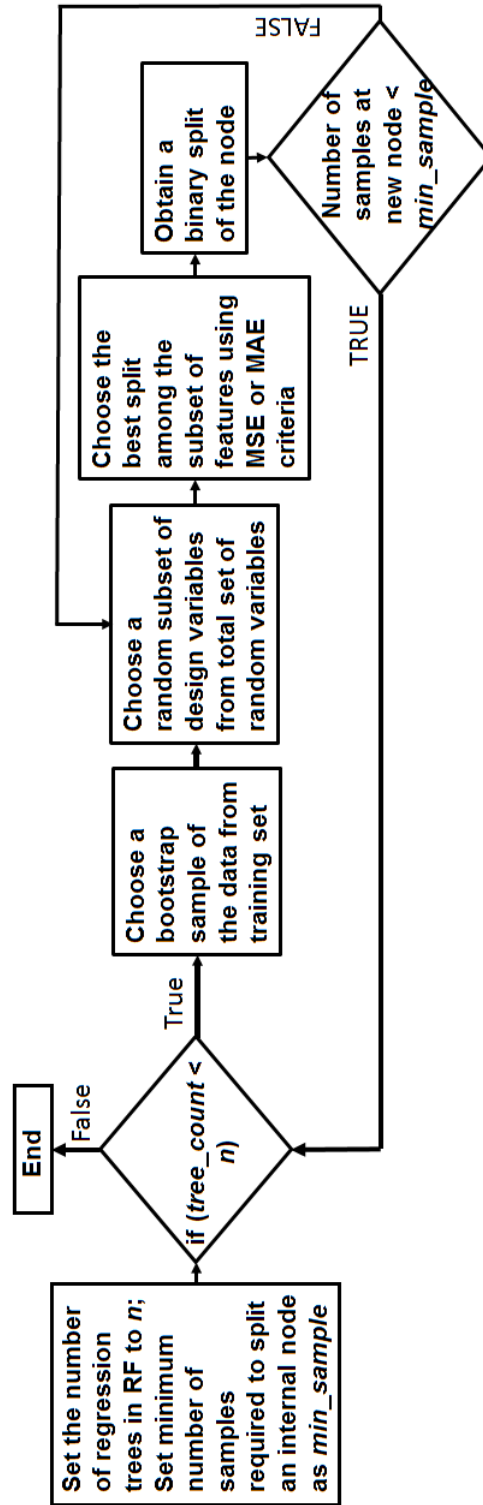 Set the number
of regression
trees in RF to n;
Set minimum
number of
samples
required to split
an internal node
as min_sample
if (tree_count <
n)
End
False
True
Choose a
bootstrap
sample of
the data from
training set
Choose a
random subset of
design variables
from total set of
random variables
Choose the
best split
among the
subset of
features using
MSE or MAE
criteria
Obtain a
binary split
of the node
Number of
samples at
new node <
min_sample
TRUE
FALSE